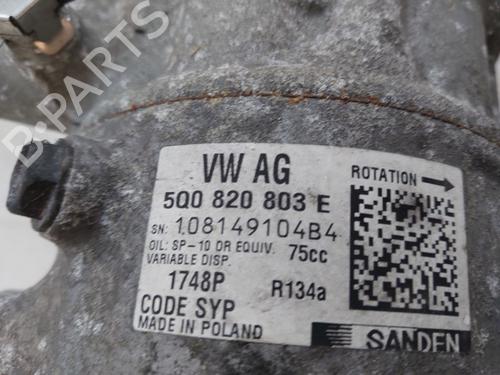 VW AG
ROTATION
5Q0 820 803 E
SN: 108149104B4
OIL: SP-10 OR EQUIV. 75cc
VARIABLE DISP.
1748P R134a
CODE SYP
MADE IN POLAND
SANDEN
B-PARTS